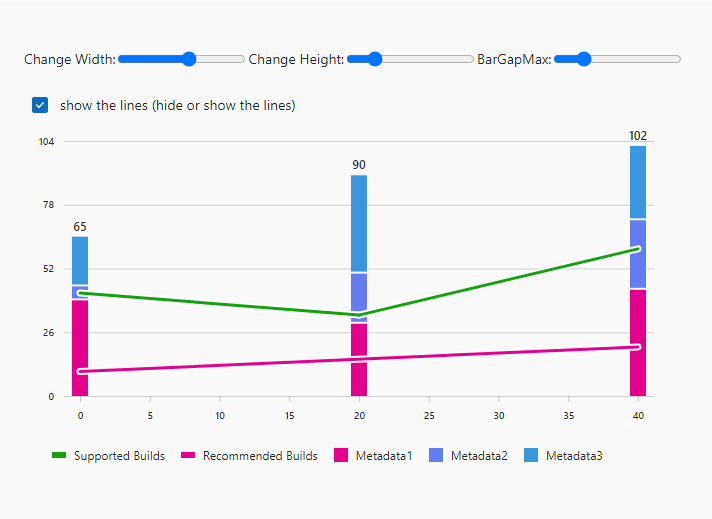 Change Width: Change Height: BarGapMax:
show the lines (hide or show the lines)
104
102
90
78
65
52
26
0
0 5 10 15 20 25 30 35 40
Supported Builds Recommended Builds Metadata1 Metadata2 Metadata3